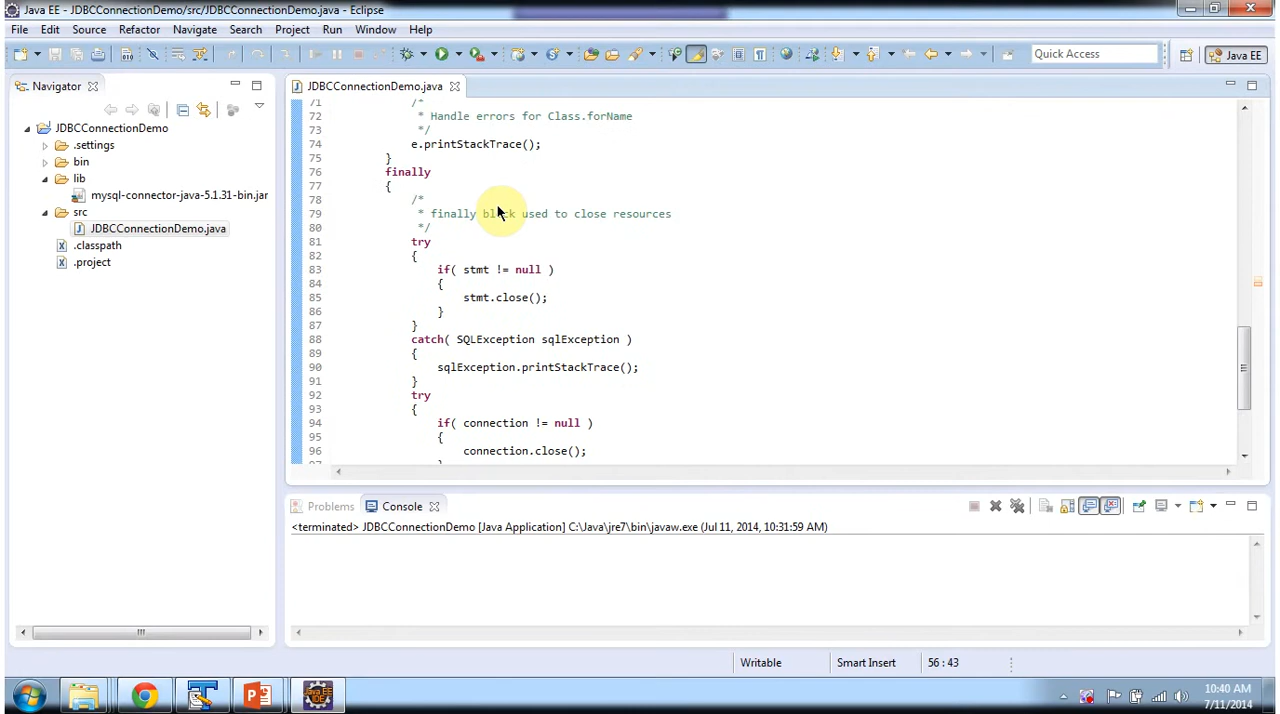 Java EE - JDBCConnectionDemo/src/JDBCConnectionDemo.java - Eclipse
File Edit Source Refactor Navigate Search Project Run Window Help
Quick Access
Java EE
Navigator
JDBCConnectionDemo
.settings
bin
lib
mysql-connector-java-5.1.31-bin.jar
src
JDBCConnectionDemo.java
.classpath
.project
JDBCConnectionDemo.java
71 /*
72 * Handle errors for Class.forName
73 */
74 e.printStackTrace();
75 }
76 finally
77 {
78 /*
79 * finally block used to close resources
80 */
81 try
82 {
83 if( stmt != null )
84 {
85 stmt.close();
86 }
87 }
88 catch( SQLException sqlException )
89 {
90 sqlException.printStackTrace();
91 }
92 try
93 {
94 if( connection != null )
95 {
96 connection.close();
97 }
Problems Console
<terminated> JDBCConnectionDemo [Java Application] C:\Java\jre7\bin\javaw.exe (Jul 11, 2014, 10:31:59 AM)
Writable Smart Insert 56 : 43
Java EE
IDE
10:40 AM
7/11/2014